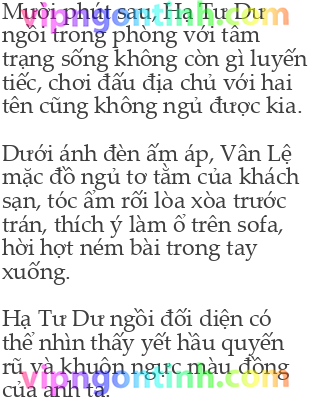 Mười phút sau, Hạ Tư Dư
ngồi trong phòng với tâm
trạng sống không còn gì luyến
tiếc, chơi đấu địa chủ với hai
tên cũng không ngủ được kia.
Dưới ánh đèn ấm áp, Vân Lệ
mặc đồ ngủ tơ tằm của khách
sạn, tóc ẩm rối lòa xòa trước
trán, thích ý làm ổ trên sofa,
hời hợt ném bài trong tay
xuống.
Hạ Tư Dư ngồi đối diện có
thể nhìn thấy yết hầu quyến
rũ và khuôn ngực màu đồng
của anh ta.
vipngontinh.com
vipngontinh.com